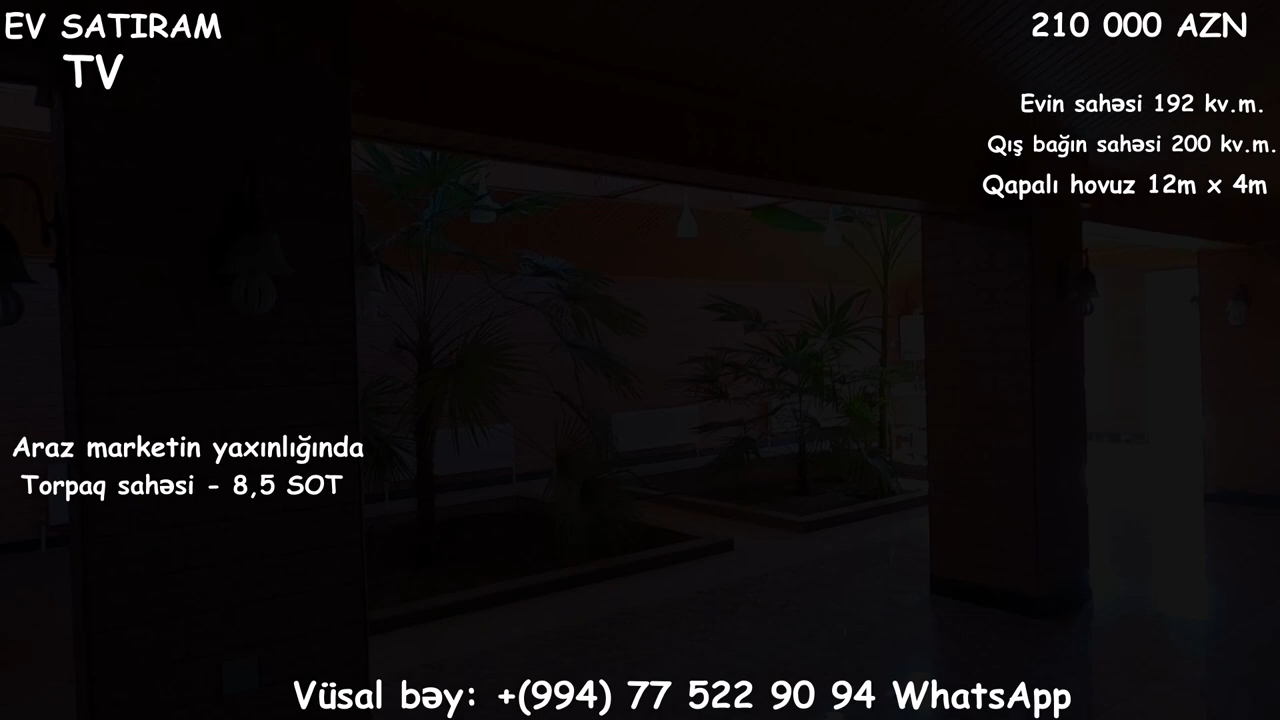 EV SATIRAM
TV
210 000 AZN
Evin sahəsi 192 kv.m.
Qış bağın sahəsi 200 kv.m.
Qapalı hovuz 12m x 4m
Araz marketin yaxınlığında
Torpaq sahəsi - 8,5 SOT
Vüsal bəy: +(994) 77 522 90 94 WhatsApp